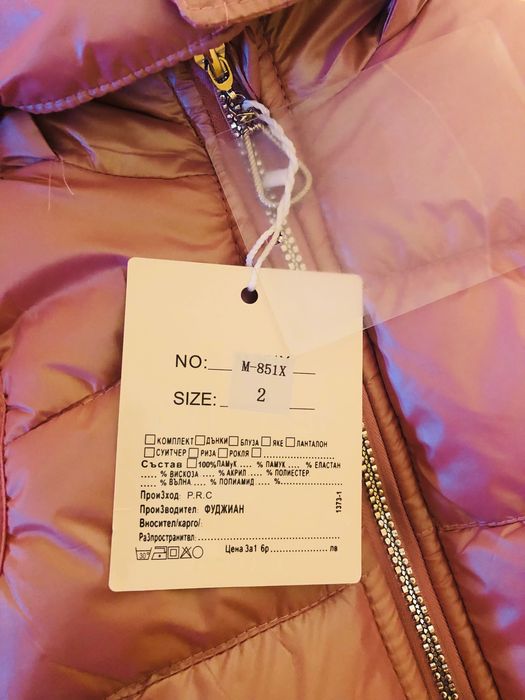 NO: M-851X
SIZE: 2
КОМПЛЕКТ ДЪНКИ БЛУЗА ЯКЕ ПАНТАЛОН
СУИТЧЕР РИЗА РОКЛЯ
Състав 100%ПАМУК .... % ПАМУК .... % ЕЛАСТАН
.... % ВИСКОЗА .... % АКРИЛ .... % ПОЛИЕСТЕР
.... % ВЪЛНА .... % ПОЛИАМИД .... %
ПроиЗход: P.R.C
ПроиЗводител: ФУДЖИАН
Вносител/карго/:
РаЗпространител:
30° Цена За1 бр лв
1373-1